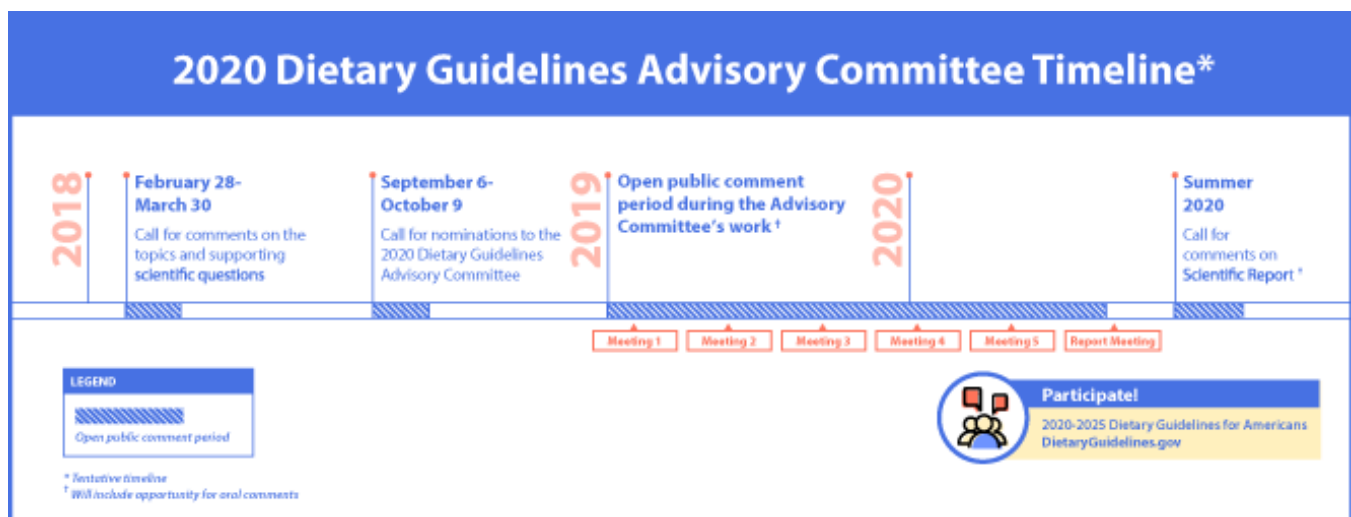 2020 Dietary Guidelines Advisory Committee Timeline*
2018
February 28-
March 30
Call for comments on the
topics and supporting
scientific questions
September 6-
October 9
Call for nominations to the
2020 Dietary Guidelines
Advisory Committee
2019
Open public comment
period during the Advisory
Committee's work †
2020
Summer
2020
Call for
comments on
Scientific Report †
Meeting 1
Meeting 2
Meeting 3
Meeting 4
Meeting 5
Report Meeting
LEGEND
Open public comment period
* Tentative timeline
† Will include opportunity for oral comments
Participate!
2020-2025 Dietary Guidelines for Americans
DietaryGuidelines.gov